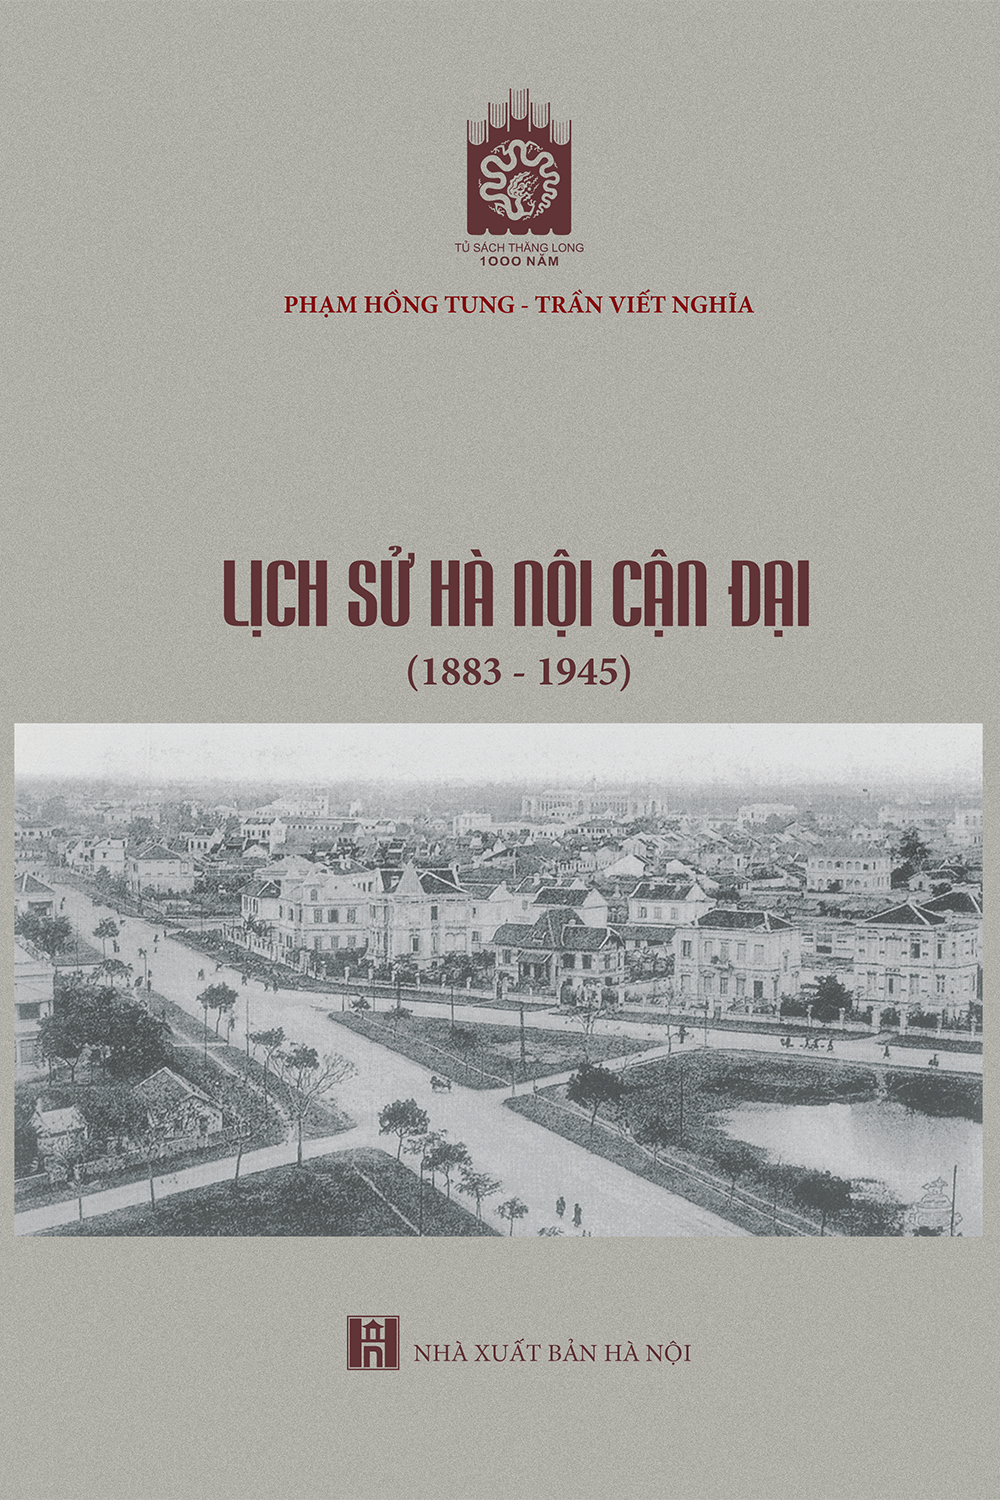 TỦ SÁCH THĂNG LONG
1000 NĂM
PHẠM HỒNG TUNG - TRẦN VIẾT NGHĨA
LỊCH SỬ HÀ NỘI CẬN ĐẠI
(1883 - 1945)
NHÀ XUẤT BẢN HÀ NỘI